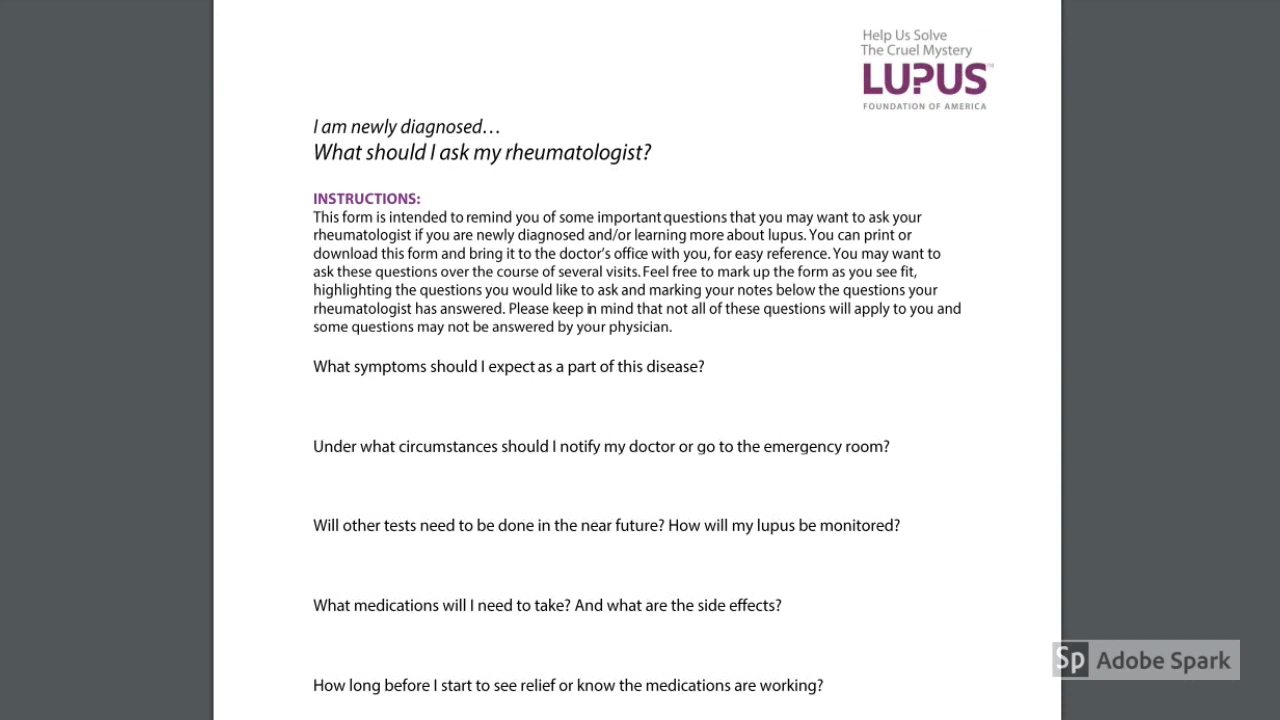 Help Us Solve
The Cruel Mystery
LUPUS™
FOUNDATION OF AMERICA
I am newly diagnosed…
What should I ask my rheumatologist?
INSTRUCTIONS:
This form is intended to remind you of some important questions that you may want to ask your
rheumatologist if you are newly diagnosed and/or learning more about lupus. You can print or
download this form and bring it to the doctor's office with you, for easy reference. You may want to
ask these questions over the course of several visits. Feel free to mark up the form as you see fit,
highlighting the questions you would like to ask and marking your notes below the questions your
rheumatologist has answered. Please keep in mind that not all of these questions will apply to you and
some questions may not be answered by your physician.
What symptoms should I expect as a part of this disease?
Under what circumstances should I notify my doctor or go to the emergency room?
Will other tests need to be done in the near future? How will my lupus be monitored?
What medications will I need to take? And what are the side effects?
Sp Adobe Spark
How long before I start to see relief or know the medications are working?